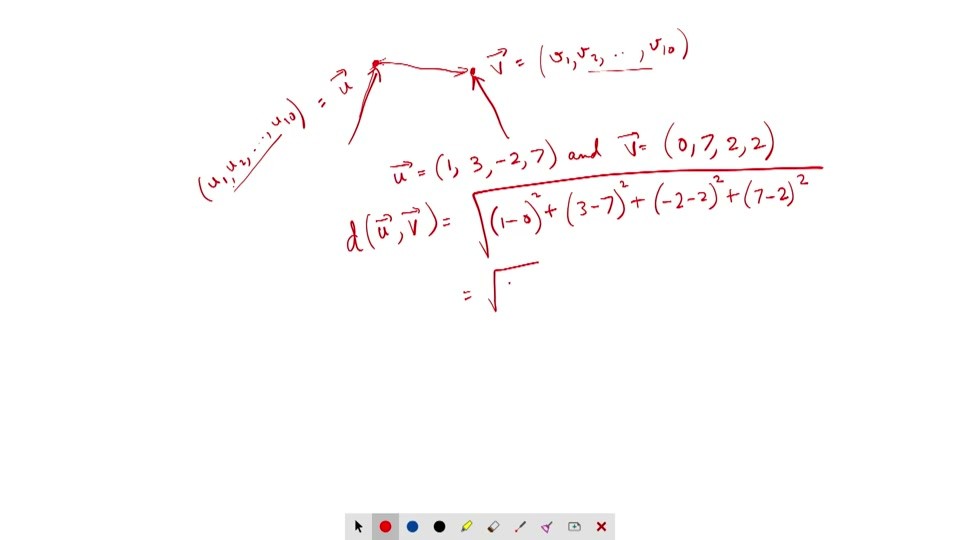 (u₁,u₂, ..., u₁₀) = u⃗
v⃗ = (v₁,v₂, .. , v₁₀)
u⃗ = (1, 3, -2, 7) and v⃗ = (0, 7, 2, 2)
d(u⃗, v⃗) = √((1-0)² + (3-7)² + (-2-2)² + (7-2)²)
= √